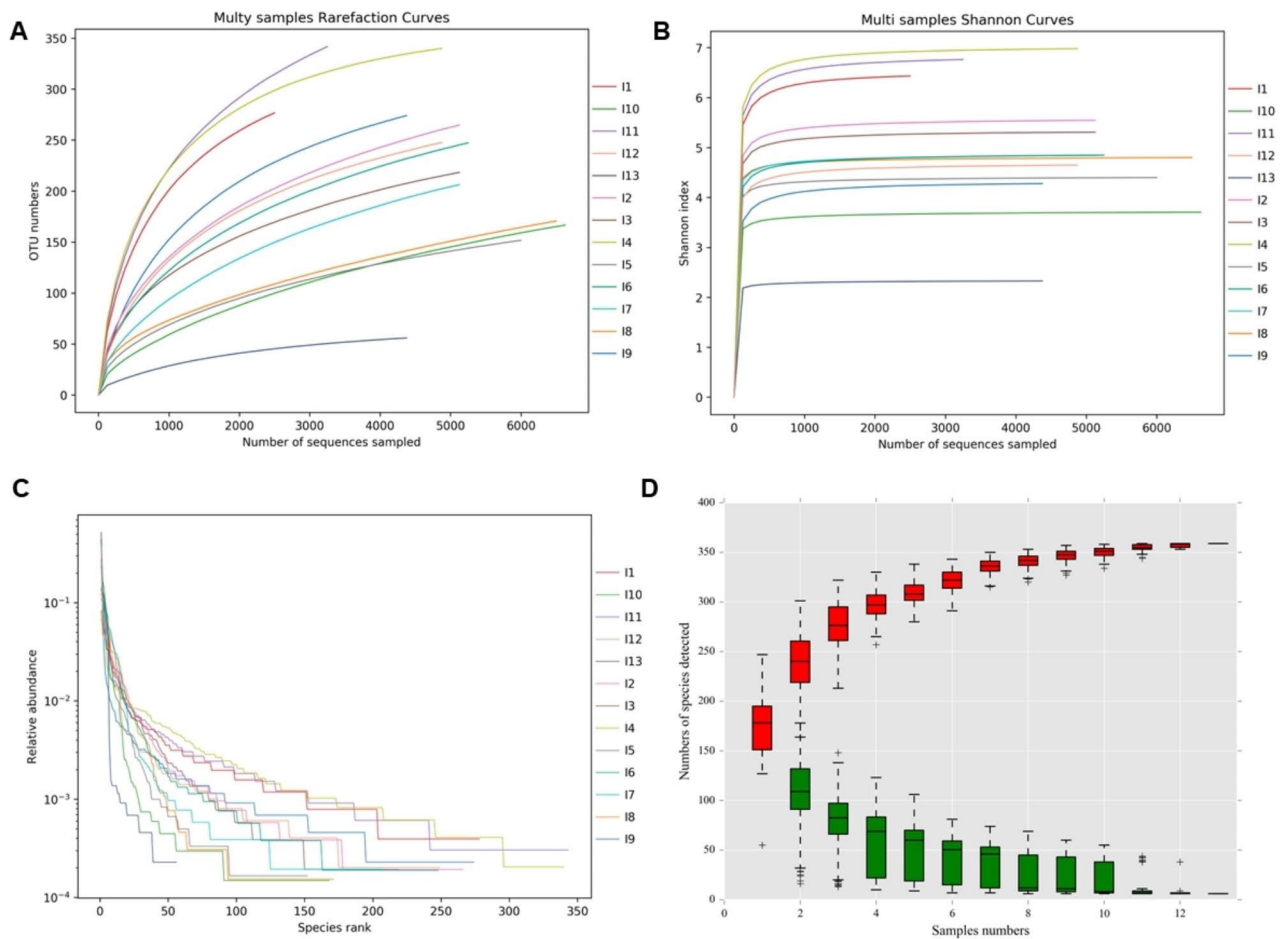 A
Multy samples Rarefaction Curves
OTU numbers
350
300
250
200
150
100
50
0
0 1000 2000 3000 4000 5000 6000
Number of sequences sampled
I1
I10
I11
I12
I13
I2
I3
I4
I5
I6
I7
I8
I9
B
Multi samples Shannon Curves
Shannon index
7
6
5
4
3
2
1
0
0 1000 2000 3000 4000 5000 6000
Number of sequences sampled
I1
I10
I11
I12
I13
I2
I3
I4
I5
I6
I7
I8
I9
C
Relative abundance
10⁻¹
10⁻²
10⁻³
10⁻⁴
0 50 100 150 200 250 300 350
Species rank
I1
I10
I11
I12
I13
I2
I3
I4
I5
I6
I7
I8
I9
D
Numbers of species detected
400
350
300
250
200
150
100
50
0
0 2 4 6 8 10 12
Samples numbers